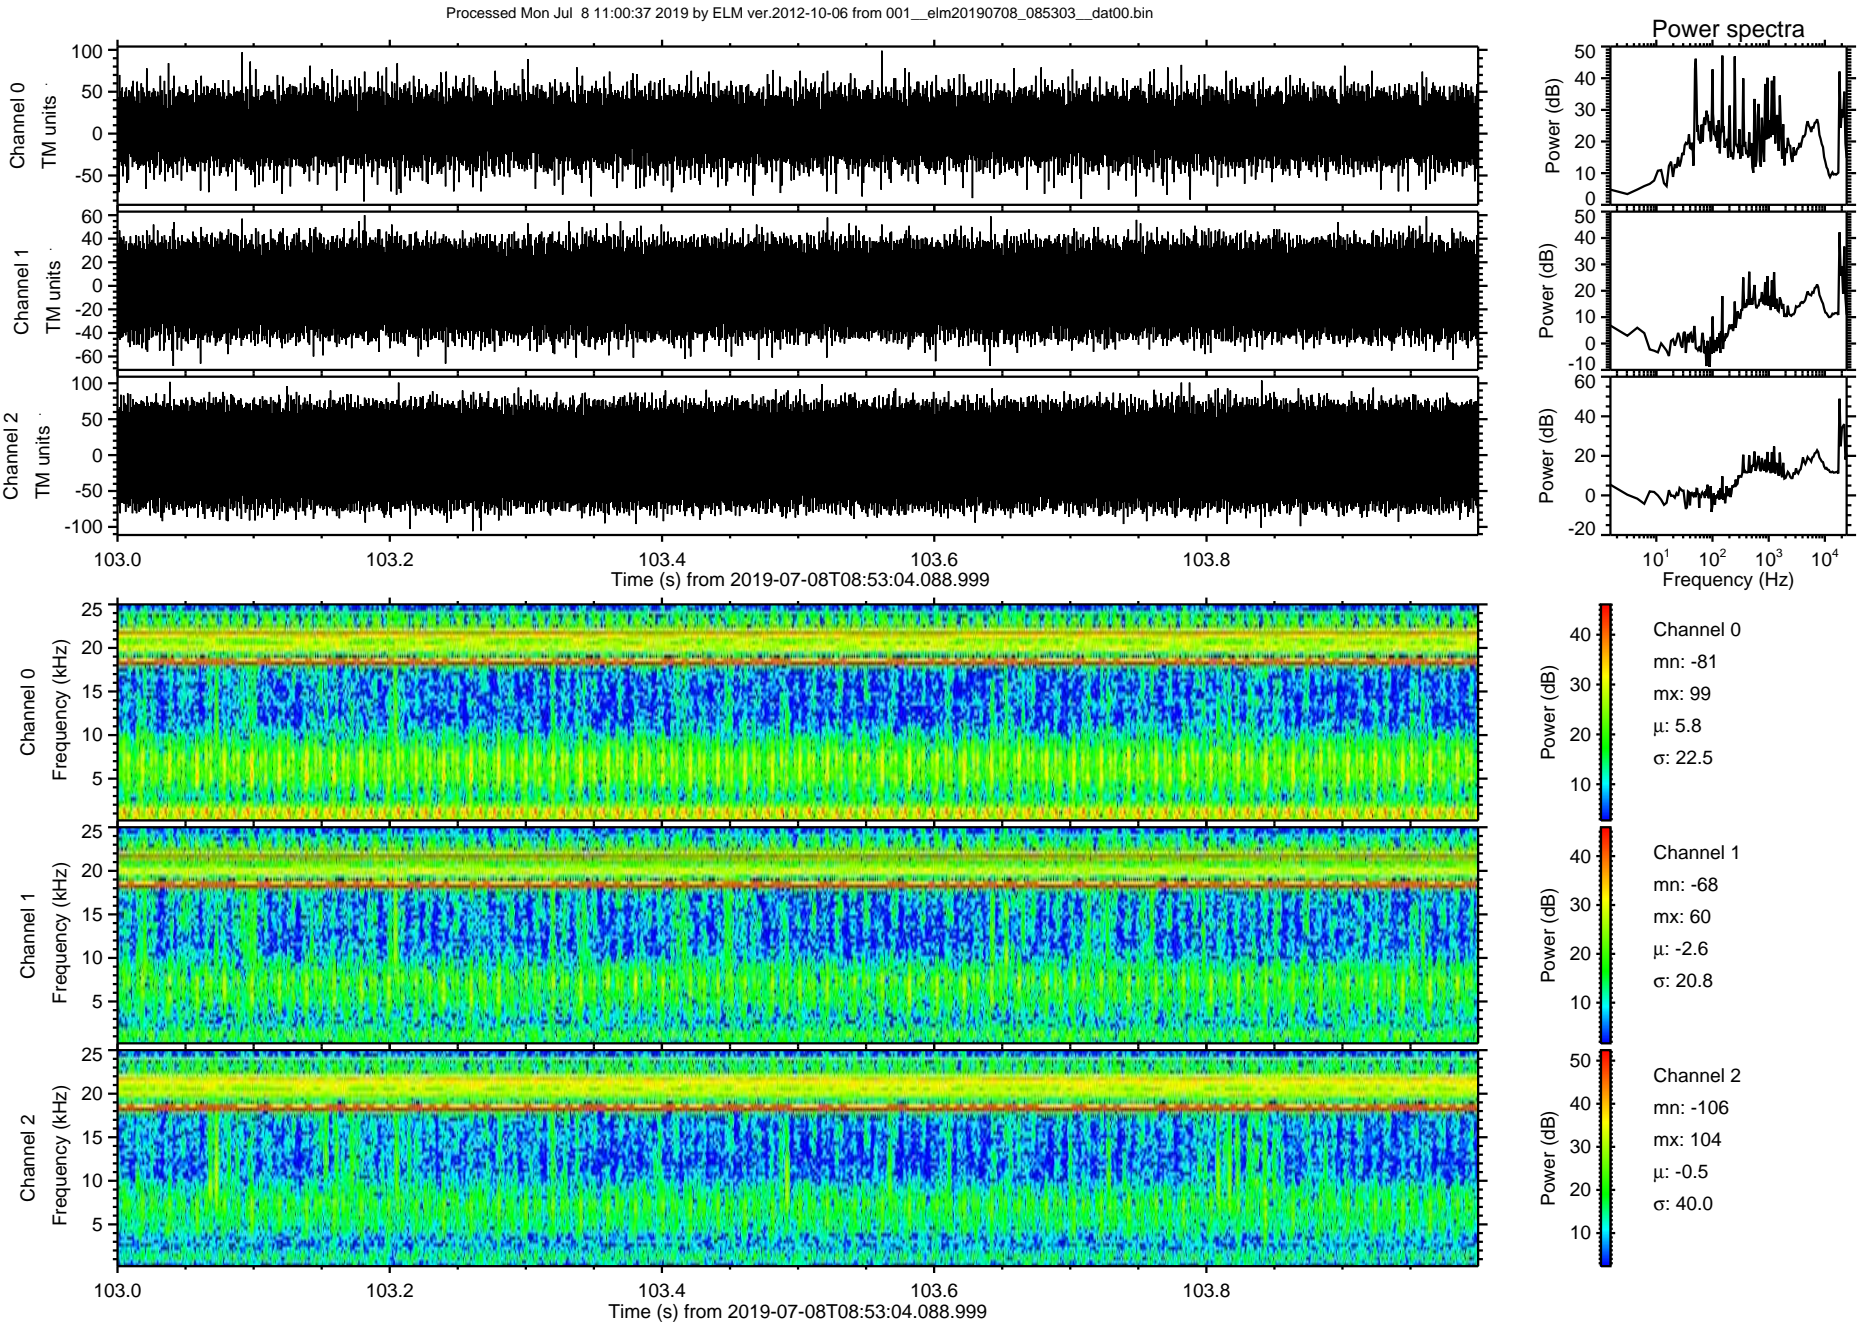 Processed Mon Jul  8 11:00:37 2019 by ELM ver.2012-10-06 from 001__elm20190708_085303__dat00.bin
Power spectra
Channel 0
TM units
100
50
0
-50
Power (dB)
50
40
30
20
10
0
Channel 1
TM units
60
40
20
0
-20
-40
-60
Power (dB)
50
40
30
20
10
0
-10
Channel 2
TM units
100
50
0
-50
-100
Power (dB)
60
40
20
0
-20
103.0 103.2 103.4 103.6 103.8
Time (s) from 2019-07-08T08:53:04.088.999
10¹ 10² 10³ 10⁴
Frequency (Hz)
Channel 0
Frequency (kHz)
25
20
15
10
5
Power (dB)
40
30
20
10
Channel 0
mn: -81
mx: 99
μ: 5.8
σ: 22.5
Channel 1
Frequency (kHz)
25
20
15
10
5
Power (dB)
40
30
20
10
Channel 1
mn: -68
mx: 60
μ: -2.6
σ: 20.8
Channel 2
Frequency (kHz)
25
20
15
10
5
Power (dB)
50
40
30
20
10
Channel 2
mn: -106
mx: 104
μ: -0.5
σ: 40.0
103.0 103.2 103.4 103.6 103.8
Time (s) from 2019-07-08T08:53:04.088.999